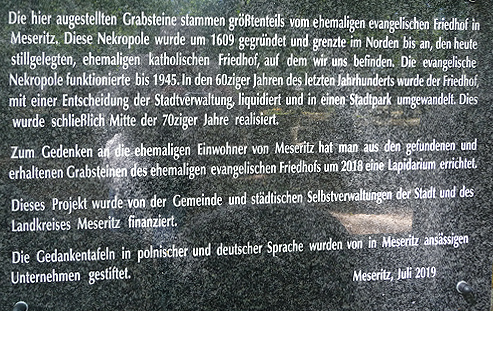 Die hier augestellten Grabsteine stammen größtenteils vom ehemaligen evangelischen Friedhof in
Meseritz. Diese Nekropole wurde um 1609 gegründet und grenzte im Norden bis an, den heute
stillgelegten, ehemaligen katholischen Friedhof, auf dem wir uns befinden. Die evangelische
Nekropole funktionierte bis 1945. In den 60ziger Jahren des letzten Jahrhunderts wurde der Friedhof,
mit einer Entscheidung der Stadtverwaltung, liquidiert und in einen Stadtpark umgewandelt. Dies
wurde schließlich Mitte der 70ziger Jahre realisiert.
Zum Gedenken an die ehemaligen Einwohner von Meseritz hat man aus den gefundenen und
erhaltenen Grabsteinen des ehemaligen evangelischen Friedhofs um 2018 eine Lapidarium errichtet.
Dieses Projekt wurde von der Gemeinde und städtischen Selbstverwaltungen der Stadt und des
Landkreises Meseritz finanziert.
Die Gedankentafeln in polnischer und deutscher Sprache wurden von in Meseritz ansässigen
Unternehmen gestiftet.
Meseritz, Juli 2019